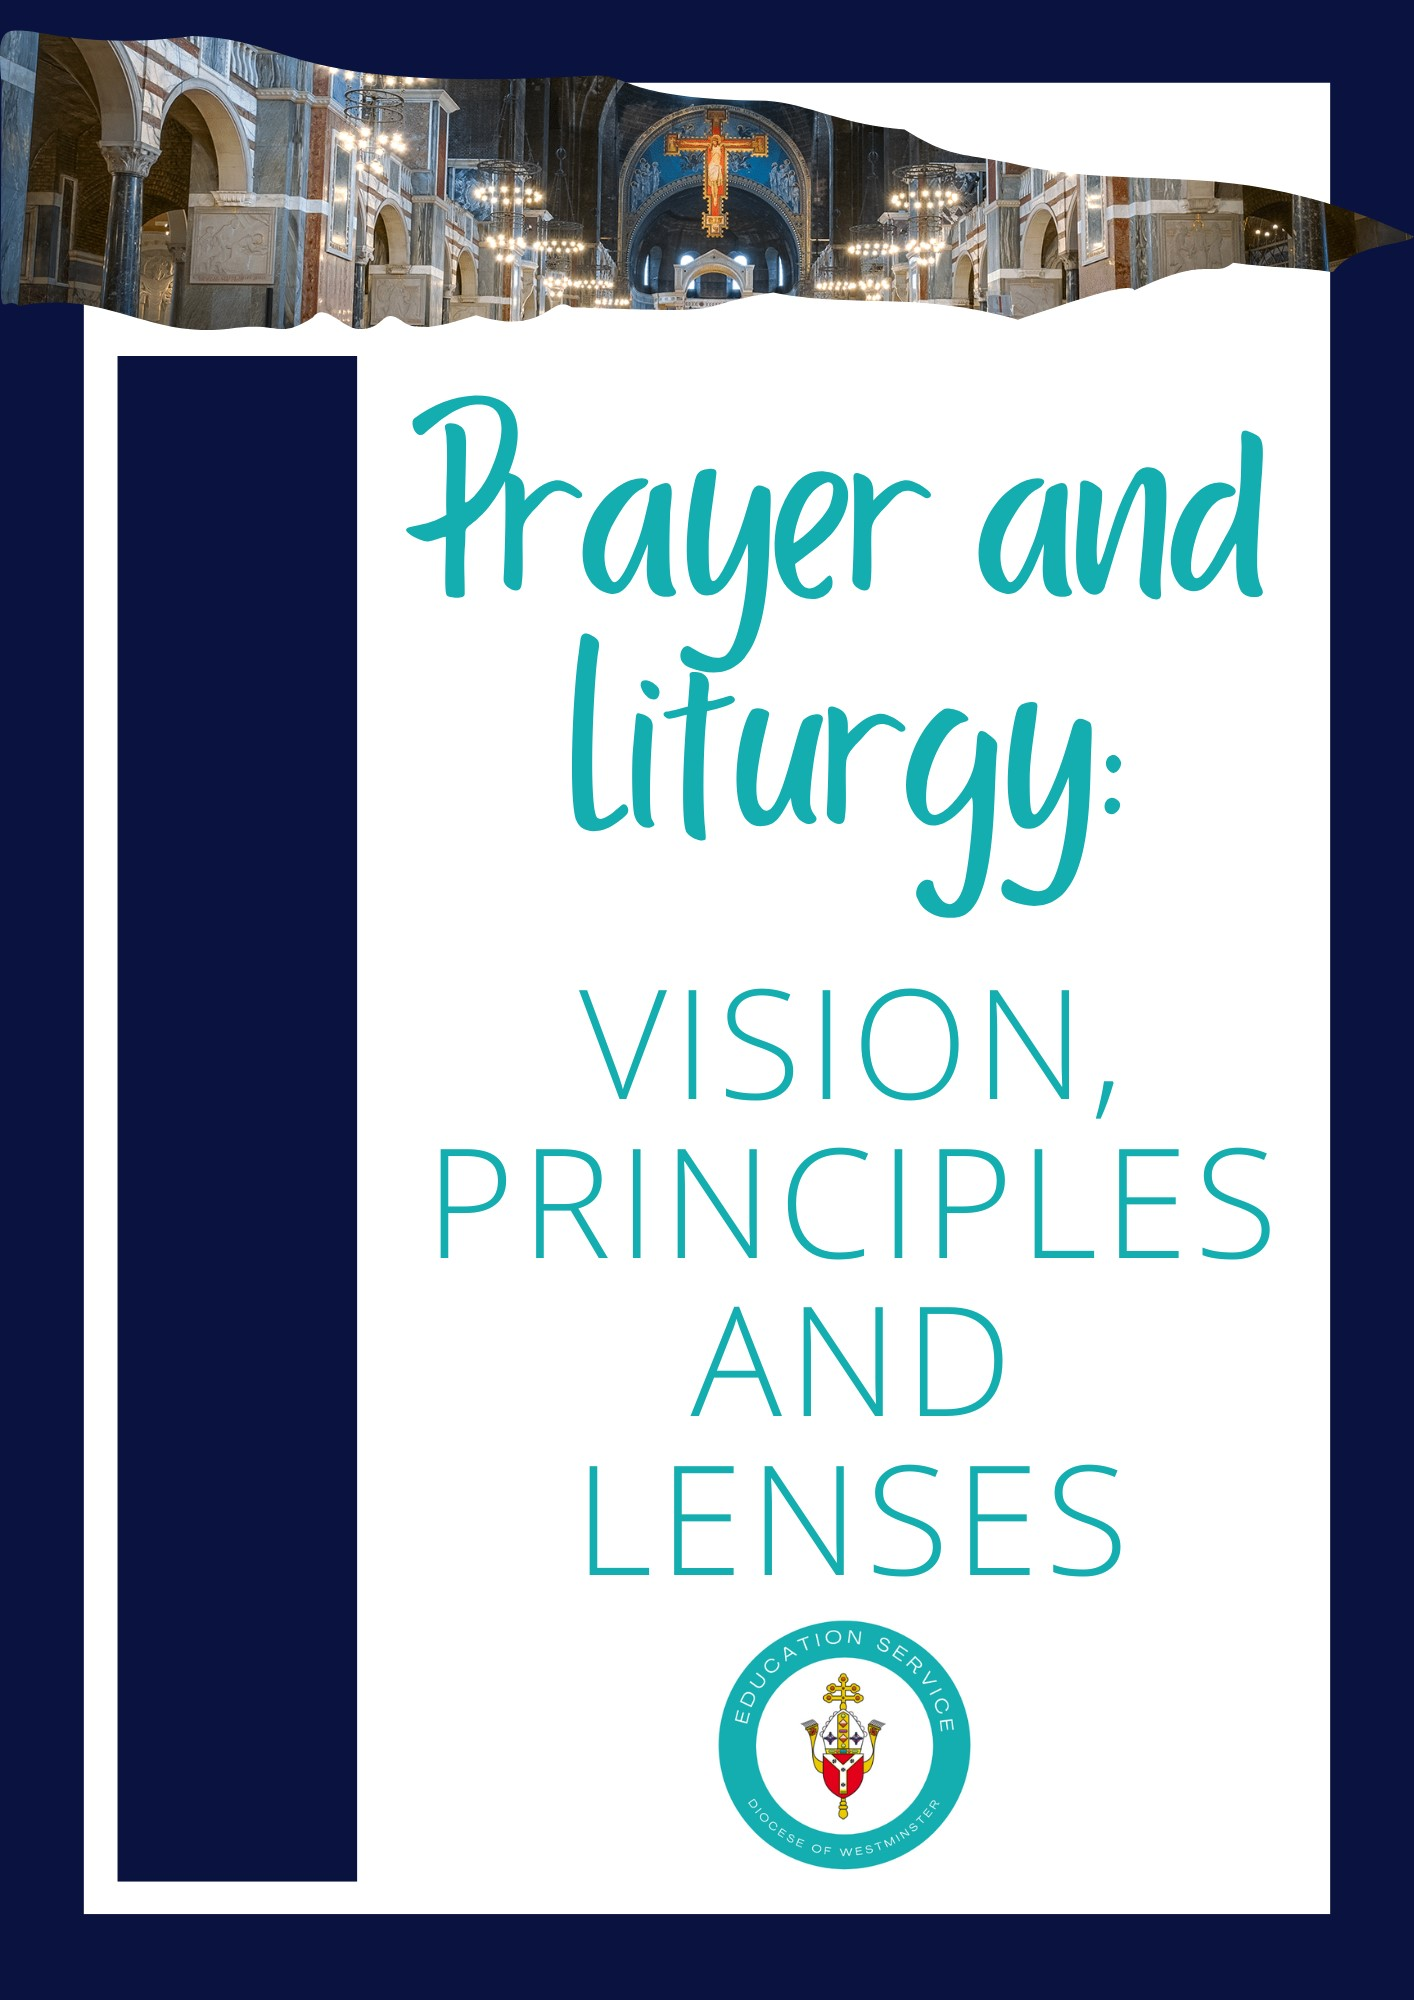 Prayer and
liturgy:
VISION,
PRINCIPLES
AND
LENSES
EDUCATION SERVICE
DIOCESE OF WESTMINSTER